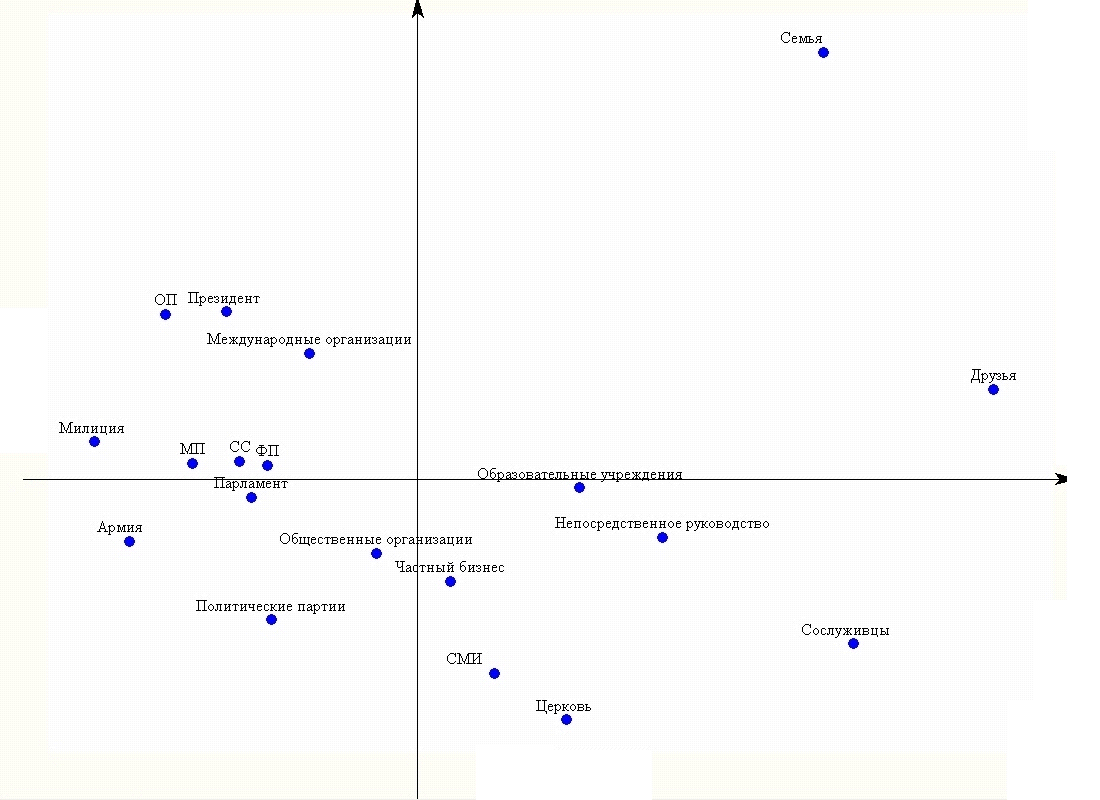 Семья
ОП
Президент
Международные организации
Друзья
Милиция
МП
СС
ФП
Образовательные учреждения
Парламент
Армия
Непосредственное руководство
Общественные организации
Частный бизнес
Политические партии
Сослуживцы
СМИ
Церковь